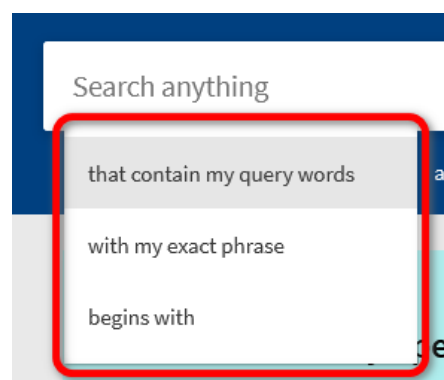 Search anything
that contain my query words
with my exact phrase
begins with